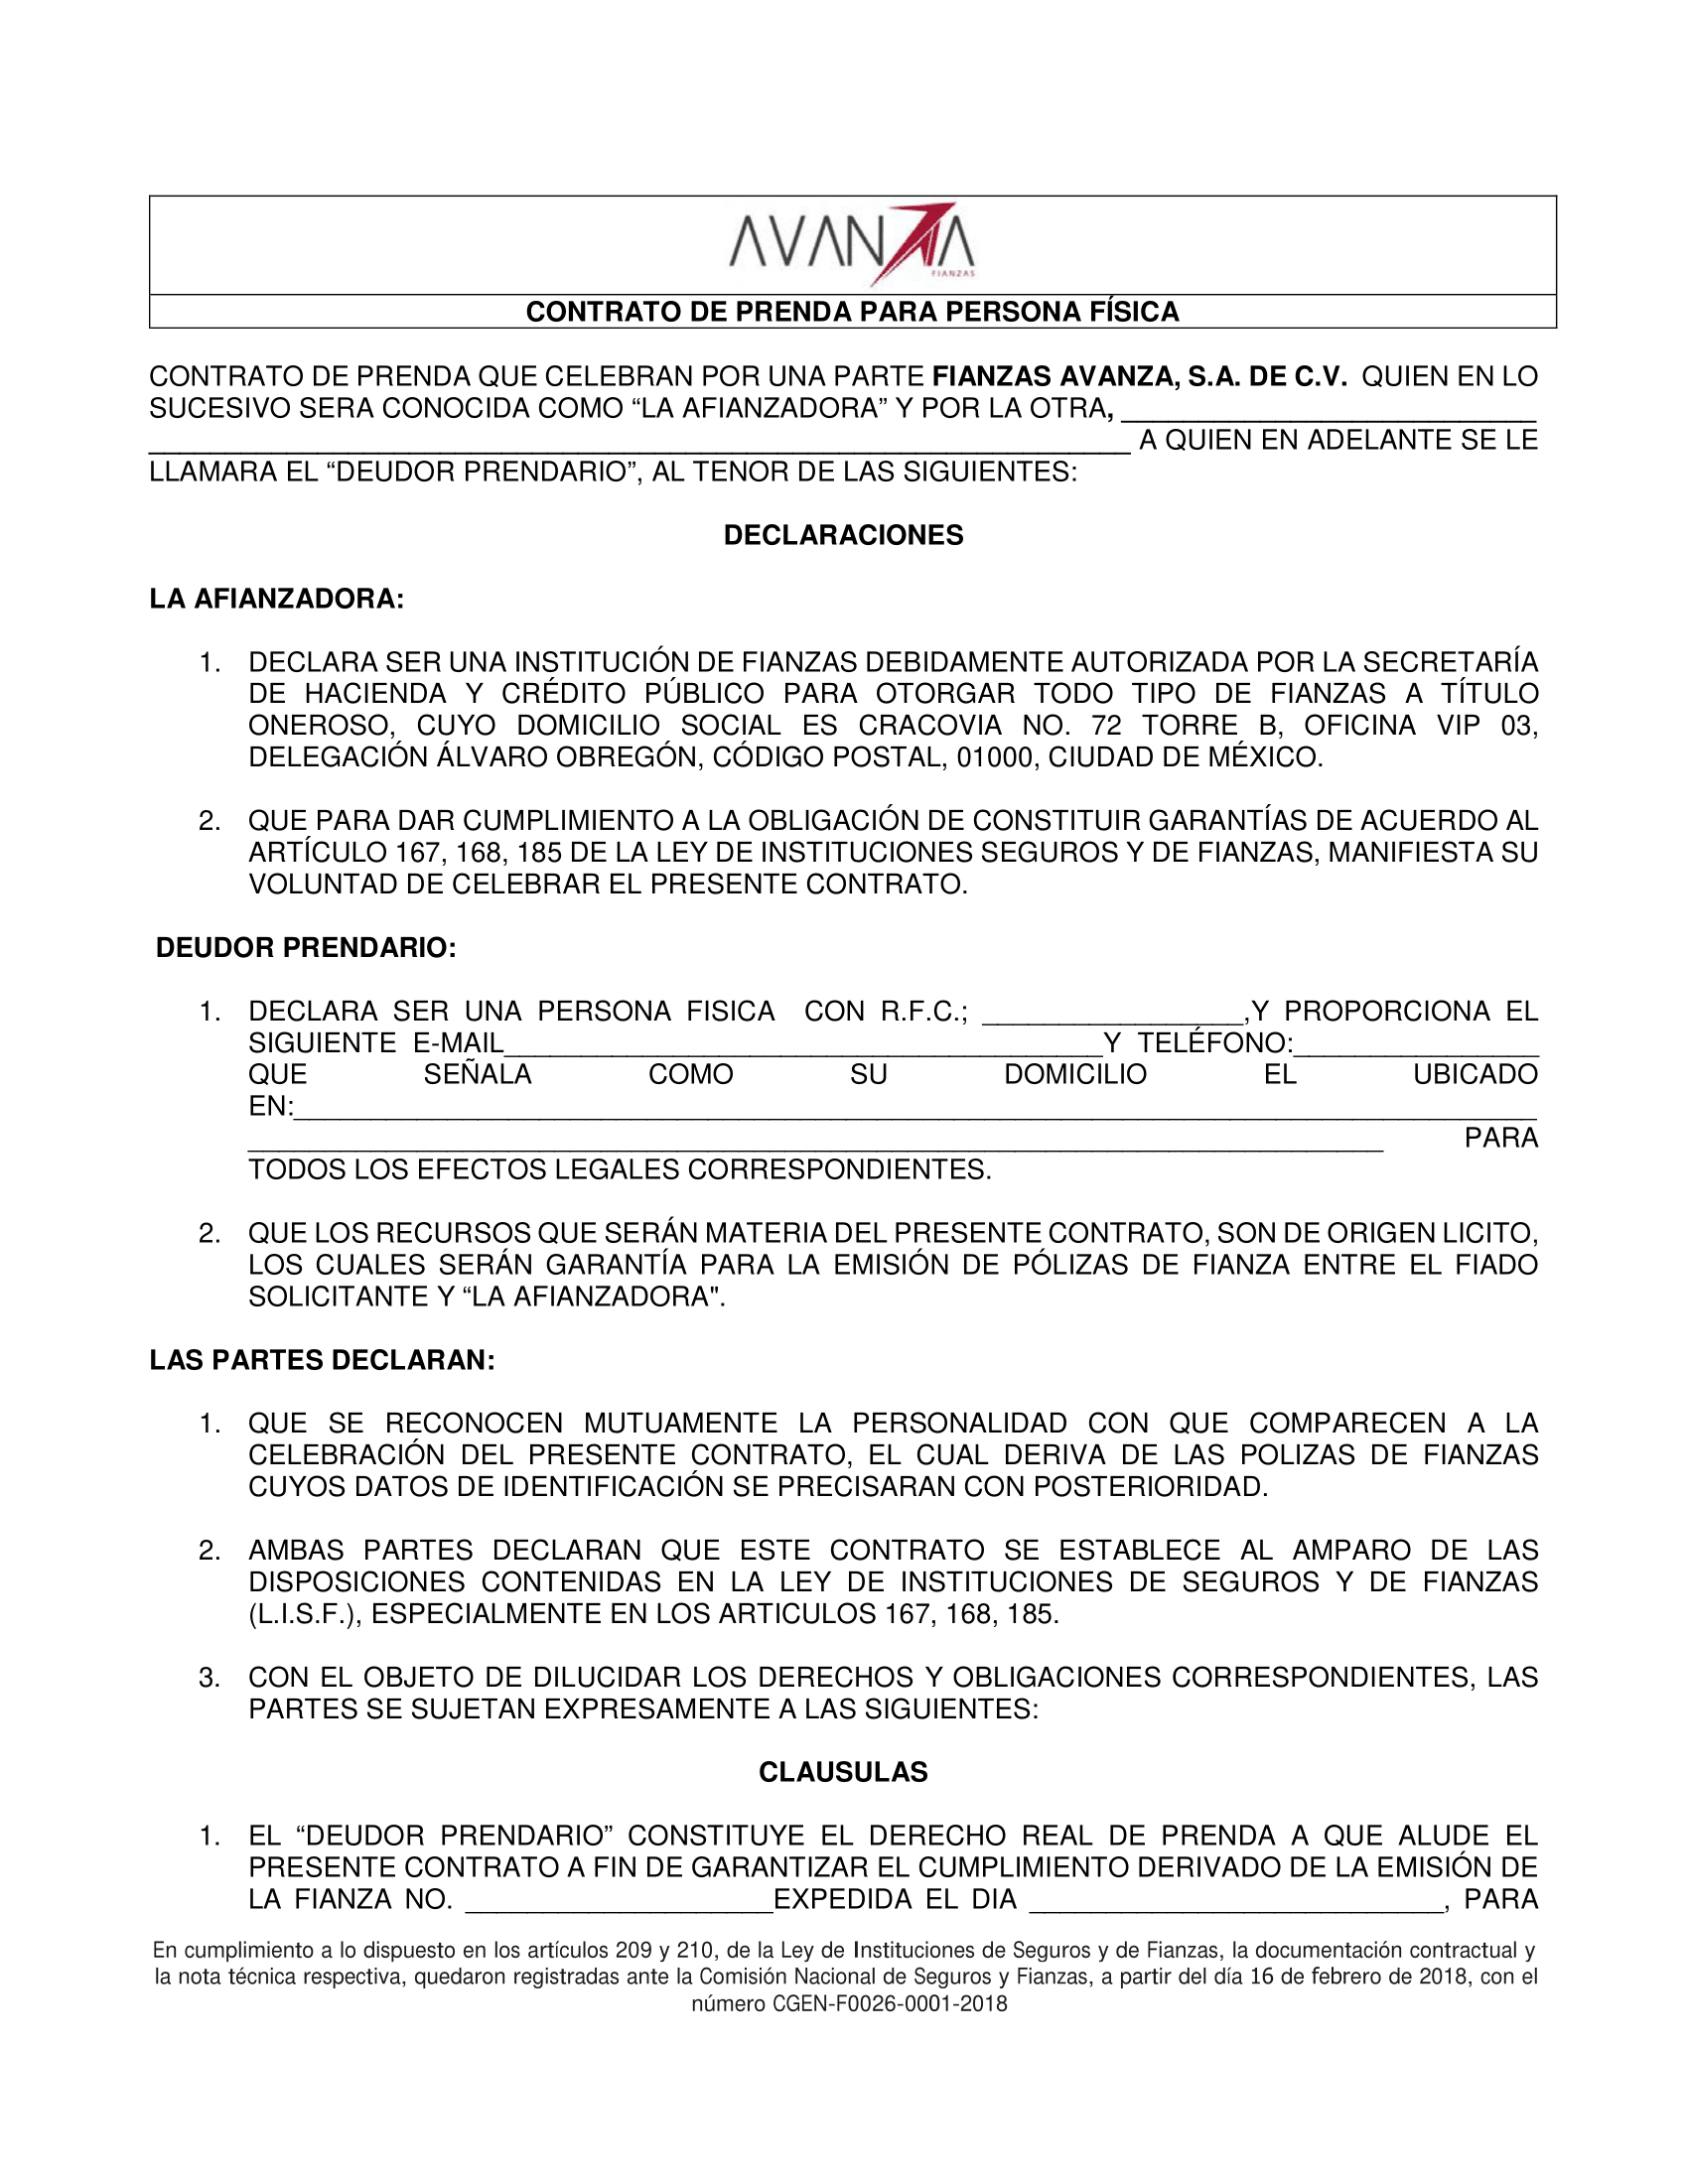 AVANZA
FIANZAS
CONTRATO DE PRENDA PARA PERSONA FÍSICA
CONTRATO DE PRENDA QUE CELEBRAN POR UNA PARTE FIANZAS AVANZA, S.A. DE C.V. QUIEN EN LO
SUCESIVO SERA CONOCIDA COMO “LA AFIANZADORA” Y POR LA OTRA, ___________________________
________________________________________________________________ A QUIEN EN ADELANTE SE LE
LLAMARA EL “DEUDOR PRENDARIO”, AL TENOR DE LAS SIGUIENTES:
DECLARACIONES
LA AFIANZADORA:
1. DECLARA SER UNA INSTITUCIÓN DE FIANZAS DEBIDAMENTE AUTORIZADA POR LA SECRETARÍA
DE HACIENDA Y CRÉDITO PÚBLICO PARA OTORGAR TODO TIPO DE FIANZAS A TÍTULO
ONEROSO, CUYO DOMICILIO SOCIAL ES CRACOVIA NO. 72 TORRE B, OFICINA VIP 03,
DELEGACIÓN ÁLVARO OBREGÓN, CÓDIGO POSTAL, 01000, CIUDAD DE MÉXICO.
2. QUE PARA DAR CUMPLIMIENTO A LA OBLIGACIÓN DE CONSTITUIR GARANTÍAS DE ACUERDO AL
ARTÍCULO 167, 168, 185 DE LA LEY DE INSTITUCIONES SEGUROS Y DE FIANZAS, MANIFIESTA SU
VOLUNTAD DE CELEBRAR EL PRESENTE CONTRATO.
DEUDOR PRENDARIO:
1. DECLARA SER UNA PERSONA FISICA CON R.F.C.; _________________,Y PROPORCIONA EL
SIGUIENTE E-MAIL_______________________________________Y TELÉFONO:________________
QUE SEÑALA COMO SU DOMICILIO EL UBICADO
EN:_________________________________________________________________________________
__________________________________________________________________________ PARA
TODOS LOS EFECTOS LEGALES CORRESPONDIENTES.
2. QUE LOS RECURSOS QUE SERÁN MATERIA DEL PRESENTE CONTRATO, SON DE ORIGEN LICITO,
LOS CUALES SERÁN GARANTÍA PARA LA EMISIÓN DE PÓLIZAS DE FIANZA ENTRE EL FIADO
SOLICITANTE Y “LA AFIANZADORA".
LAS PARTES DECLARAN:
1. QUE SE RECONOCEN MUTUAMENTE LA PERSONALIDAD CON QUE COMPARECEN A LA
CELEBRACIÓN DEL PRESENTE CONTRATO, EL CUAL DERIVA DE LAS POLIZAS DE FIANZAS
CUYOS DATOS DE IDENTIFICACIÓN SE PRECISARAN CON POSTERIORIDAD.
2. AMBAS PARTES DECLARAN QUE ESTE CONTRATO SE ESTABLECE AL AMPARO DE LAS
DISPOSICIONES CONTENIDAS EN LA LEY DE INSTITUCIONES DE SEGUROS Y DE FIANZAS
(L.I.S.F.), ESPECIALMENTE EN LOS ARTICULOS 167, 168, 185.
3. CON EL OBJETO DE DILUCIDAR LOS DERECHOS Y OBLIGACIONES CORRESPONDIENTES, LAS
PARTES SE SUJETAN EXPRESAMENTE A LAS SIGUIENTES:
CLAUSULAS
1. EL “DEUDOR PRENDARIO” CONSTITUYE EL DERECHO REAL DE PRENDA A QUE ALUDE EL
PRESENTE CONTRATO A FIN DE GARANTIZAR EL CUMPLIMIENTO DERIVADO DE LA EMISIÓN DE
LA FIANZA NO. ____________________EXPEDIDA EL DIA ___________________________, PARA
En cumplimiento a lo dispuesto en los artículos 209 y 210, de la Ley de Instituciones de Seguros y de Fianzas, la documentación contractual y
la nota técnica respectiva, quedaron registradas ante la Comisión Nacional de Seguros y Fianzas, a partir del día 16 de febrero de 2018, con el
número CGEN-F0026-0001-2018